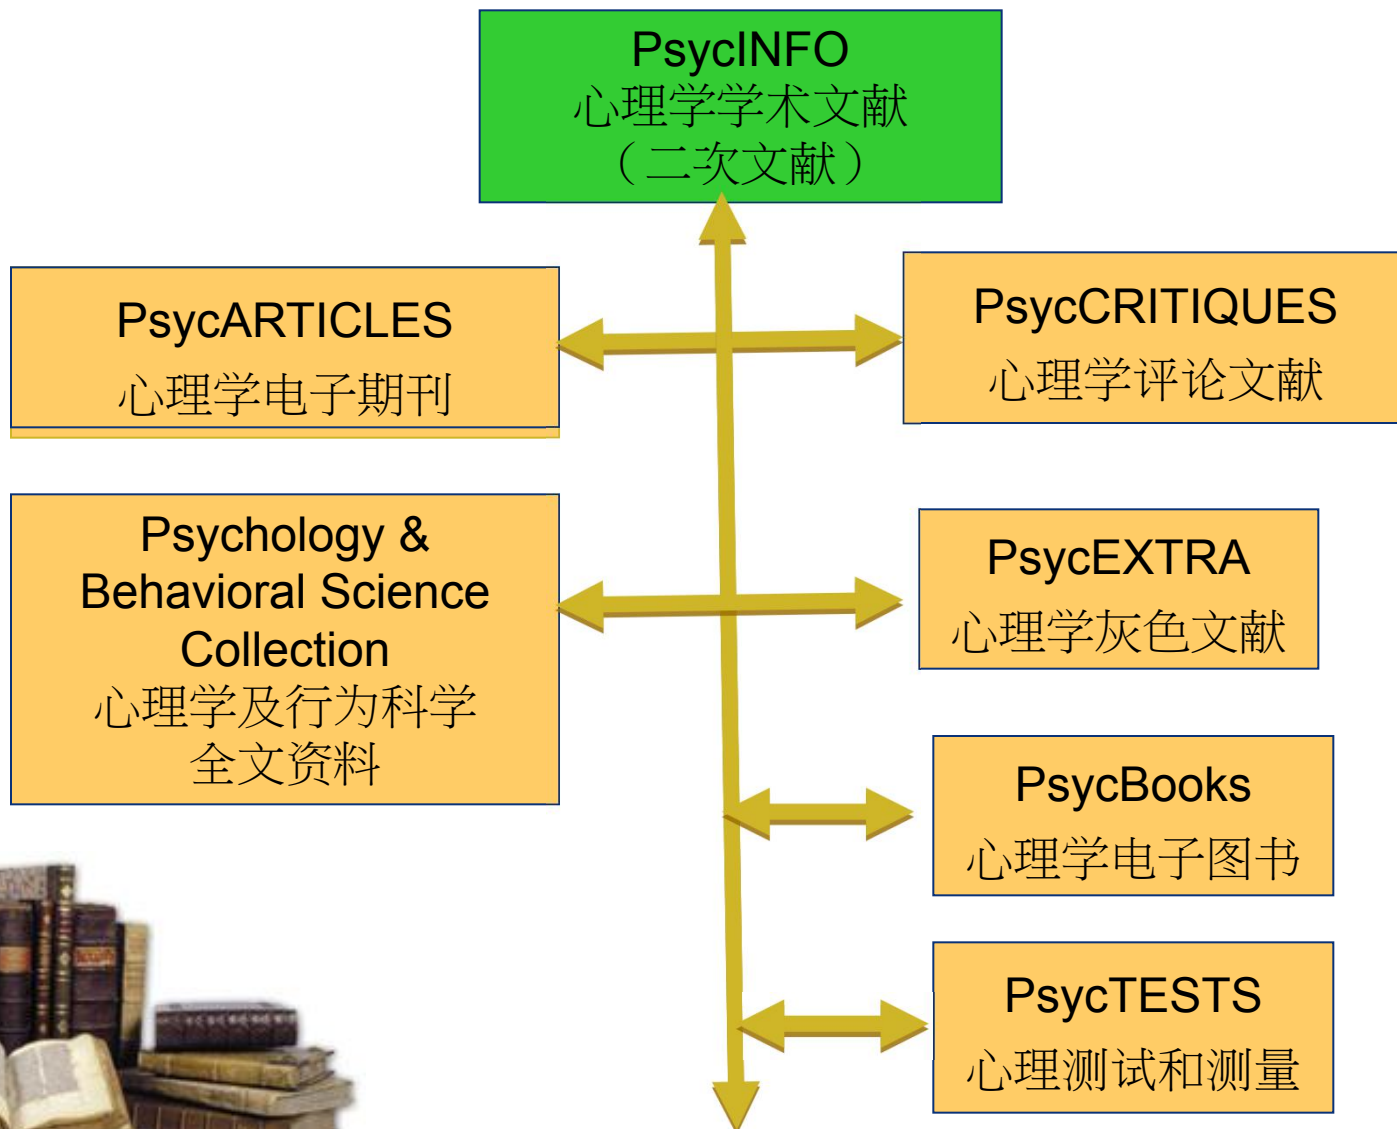 PsycINFO
心理学学术文献
（二次文献）
PsycARTICLES
心理学电子期刊
PsycCRITIQUES
心理学评论文献
Psychology &
Behavioral Science
Collection
心理学及行为科学
全文资料
PsycEXTRA
心理学灰色文献
PsycBooks
心理学电子图书
PsycTESTS
心理测试和测量